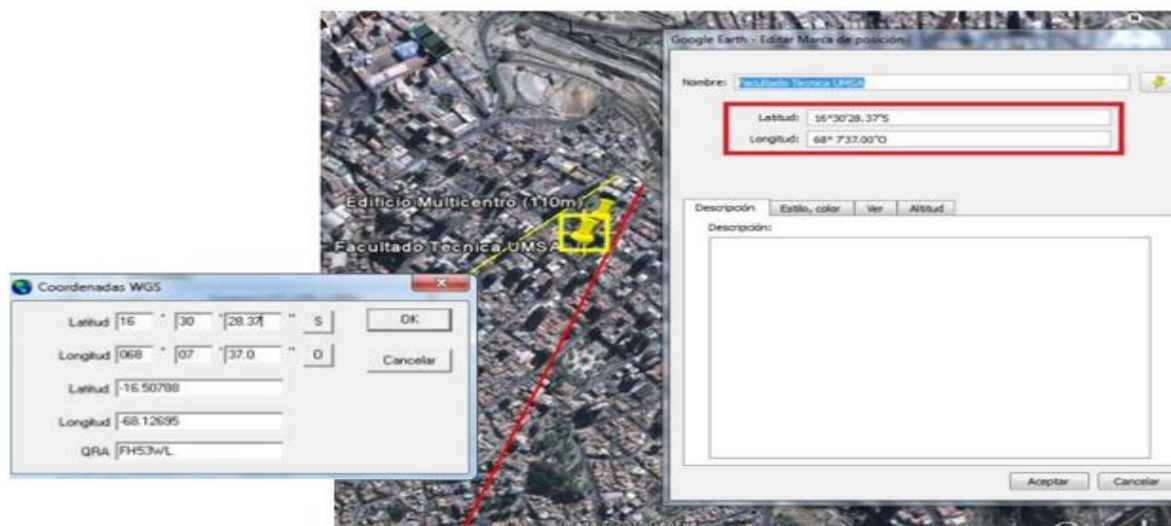 Google Earth - Editar Marca de posición
Nombre: Facultado Tecnica UMSA
Latitud: 16°30'28.37"S
Longitud: 68° 7'37.00"O
Descripción Estilo, color Ver Altitud
Descripción:
Edificio Multicentro (110m)
Facultado Tecnica UMSA
Coordenadas WGS
Latitud 16 ° 30 ' 28.37 " S OK
Longitud 068 ° 07 ' 37.0 " O Cancelar
Latitud -16.50788
Longitud -68.12695
QRA FH53WL
Aceptar Cancelar